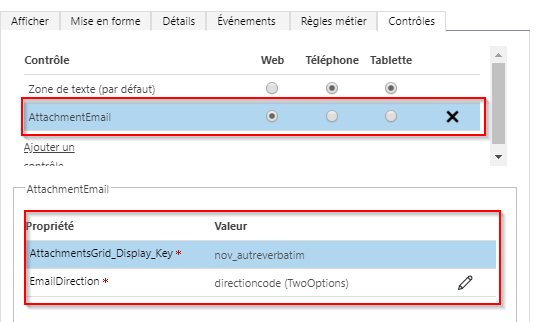 Afficher Mise en forme Détails Événements Règles métier Contrôles
Contrôle Web Téléphone Tablette
Zone de texte (par défaut)
AttachmentEmail
Ajouter un
contrôle
AttachmentEmail
Propriété Valeur
AttachmentsGrid_Display_Key * nov_autreverbatim
EmailDirection * directioncode (TwoOptions)